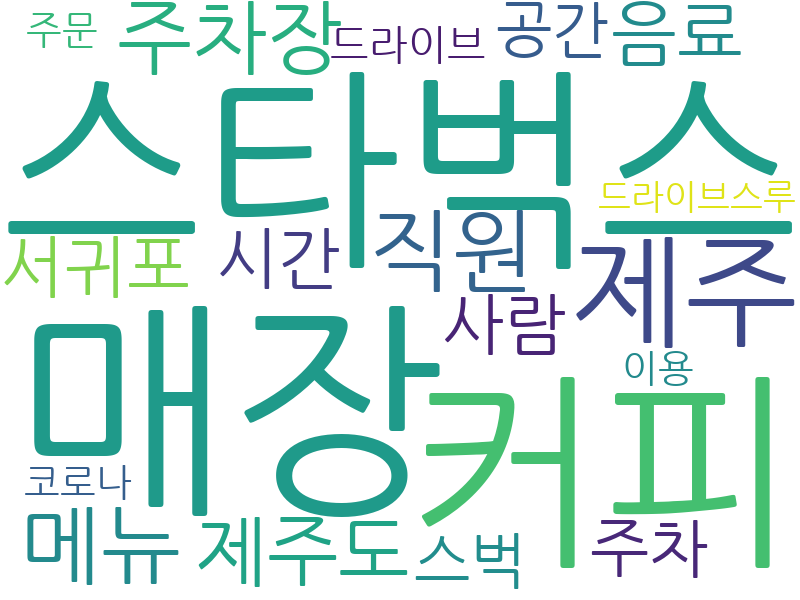 주문 주차장 드라이브 공간 음료
스타벅스
드라이브스루
서귀포 시간 직원 제주
사람
매장 커피
이용
코로나
메뉴 제주도 스벅 주차